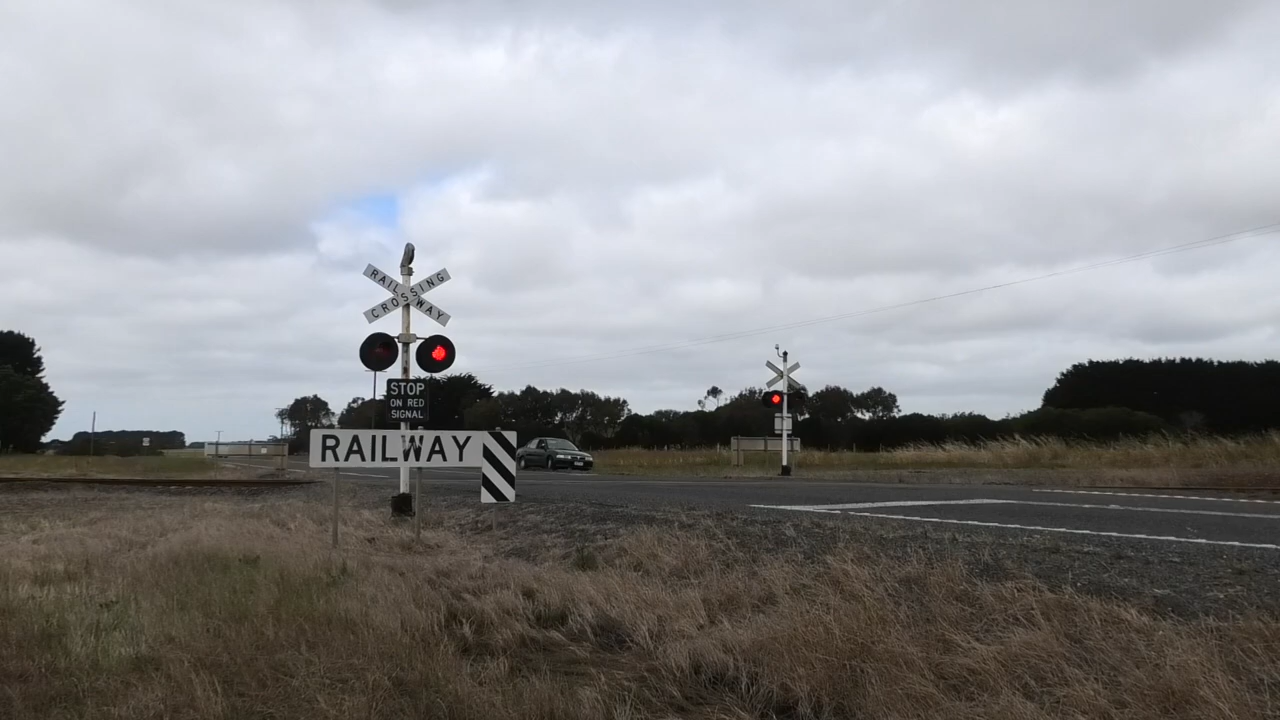 RAILWAY
CROSSING
STOP
ON RED
SIGNAL
RAILWAY